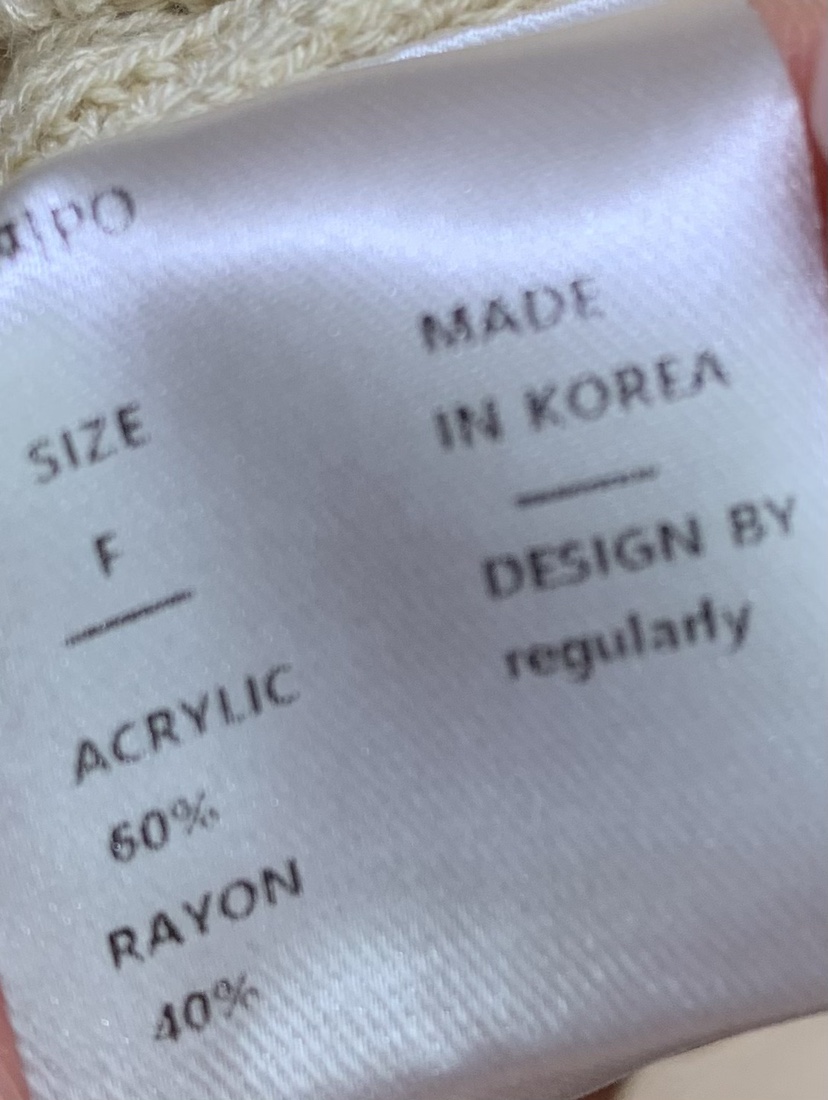 SIZE
F
ACRYLIC
60%
RAYON
40%
MADE
IN KOREA
DESIGN BY
regularly